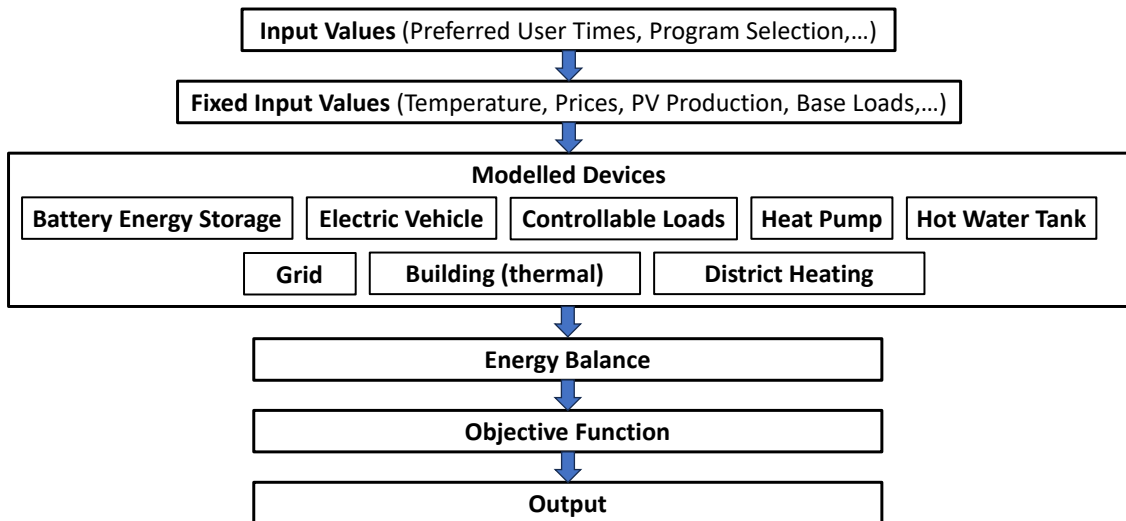 Input Values (Preferred User Times, Program Selection,...)
Fixed Input Values (Temperature, Prices, PV Production, Base Loads,...)
Modelled Devices
Battery Energy Storage
Electric Vehicle
Controllable Loads
Heat Pump
Hot Water Tank
Grid
Building (thermal)
District Heating
Energy Balance
Objective Function
Output